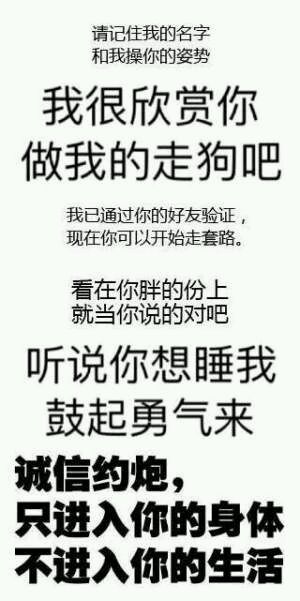 请记住我的名字
和我操你的姿势
我很欣赏你
做我的走狗吧
我已通过你的好友验证，
现在你可以开始走套路。
看在你胖的份上
就当你说的对吧
听说你想睡我
鼓起勇气来
诚信约炮，
只进入你的身体
不进入你的生活